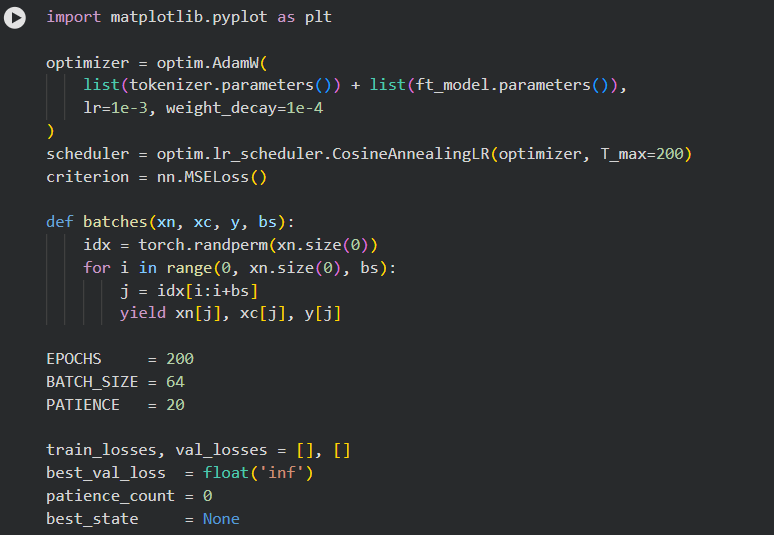 import matplotlib.pyplot as plt
optimizer = optim.AdamW(
    list(tokenizer.parameters()) + list(ft_model.parameters()),
    lr=1e-3, weight_decay=1e-4
)
scheduler = optim.lr_scheduler.CosineAnnealingLR(optimizer, T_max=200)
criterion = nn.MSELoss()
def batches(xn, xc, y, bs):
    idx = torch.randperm(xn.size(0))
    for i in range(0, xn.size(0), bs):
        j = idx[i:i+bs]
        yield xn[j], xc[j], y[j]
EPOCHS     = 200
BATCH_SIZE = 64
PATIENCE   = 20
train_losses, val_losses = [], []
best_val_loss  = float('inf')
patience_count = 0
best_state     = None